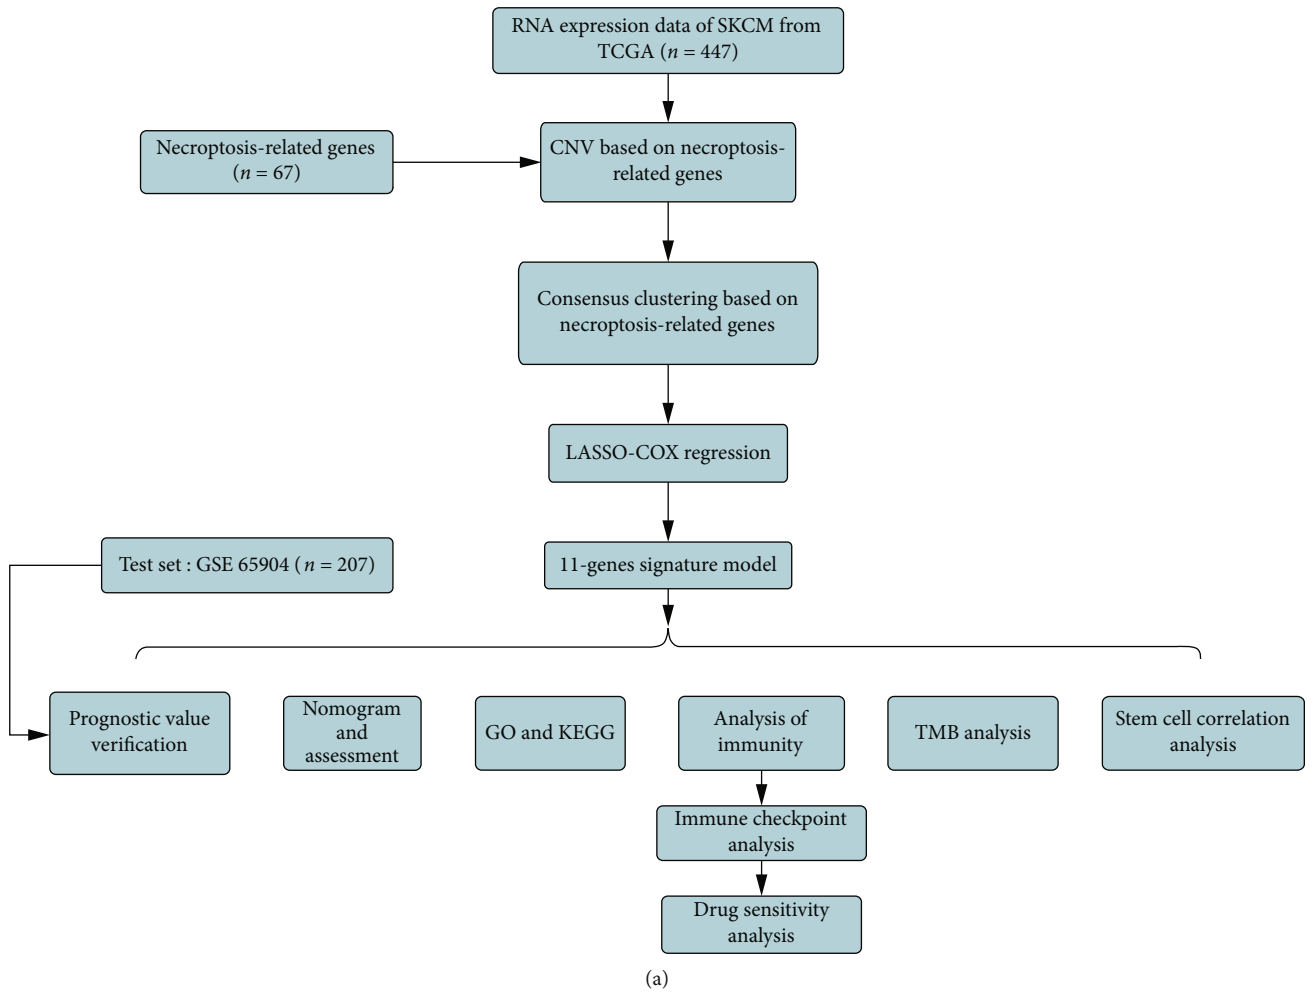 RNA expression data of SKCM from
TCGA (n = 447)
Necroptosis-related genes
(n = 67)
CNV based on necroptosis-
related genes
Consensus clustering based on
necroptosis-related genes
LASSO-COX regression
Test set : GSE 65904 (n = 207)
11-genes signature model
Prognostic value
verification
Nomogram
and
assessment
GO and KEGG
Analysis of
immunity
TMB analysis
Stem cell correlation
analysis
Immune checkpoint
analysis
Drug sensitivity
analysis
(a)